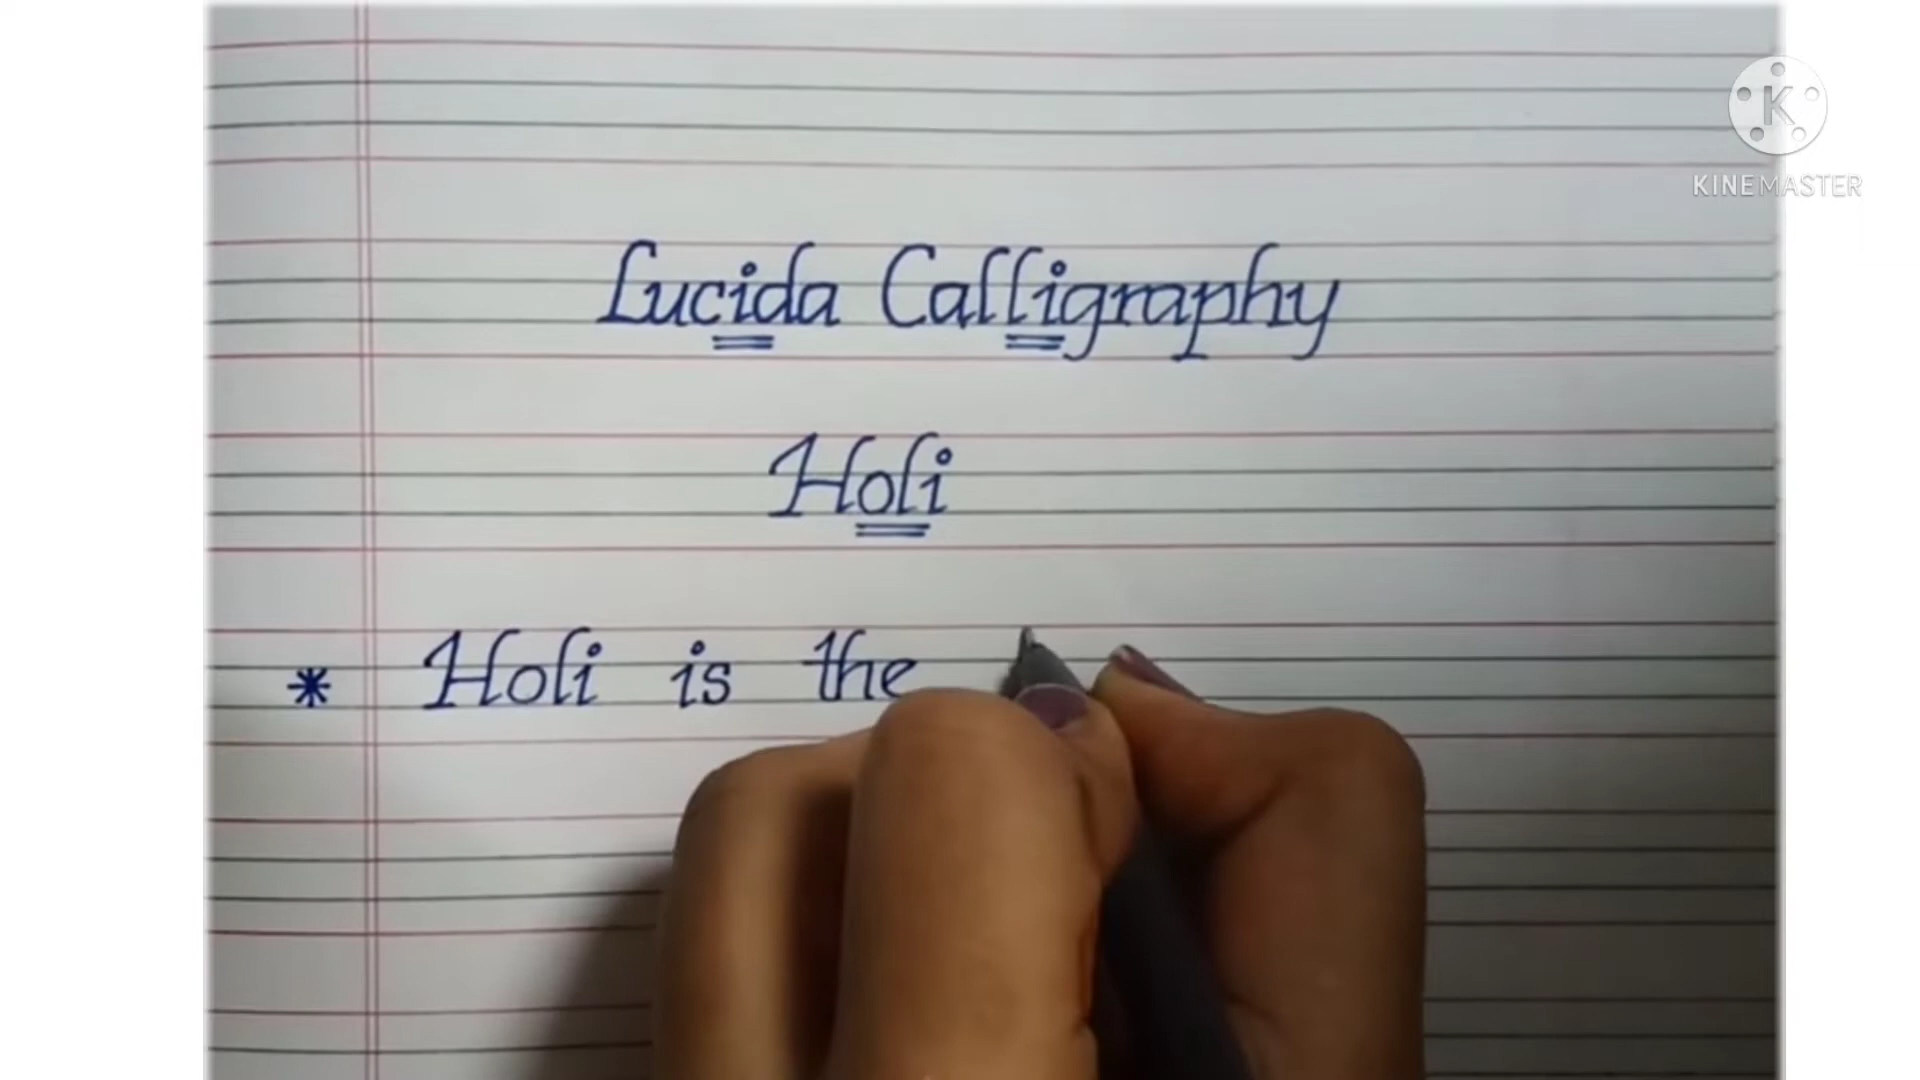 K
KINEMASTER
Lucida Calligraphy
Holi
* Holi is the